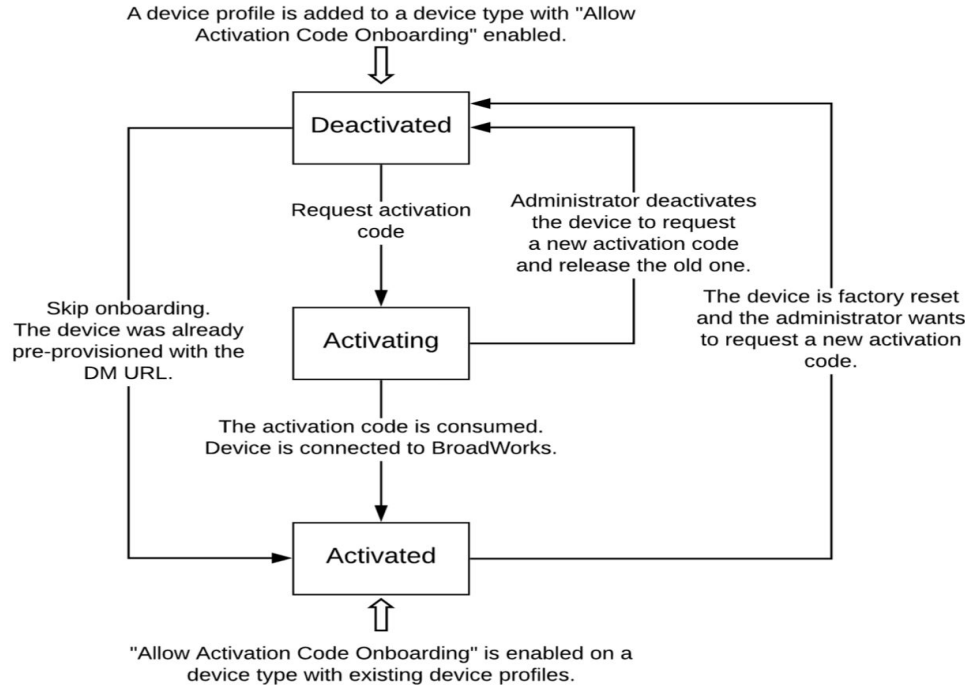 A device profile is added to a device type with "Allow
Activation Code Onboarding" enabled.
Deactivated
Request activation
code
Administrator deactivates
the device to request
a new activation code
and release the old one.
Skip onboarding.
The device was already
pre-provisioned with the
DM URL.
The device is factory reset
and the administrator wants
to request a new activation
code.
Activating
The activation code is consumed.
Device is connected to BroadWorks.
Activated
"Allow Activation Code Onboarding" is enabled on a
device type with existing device profiles.